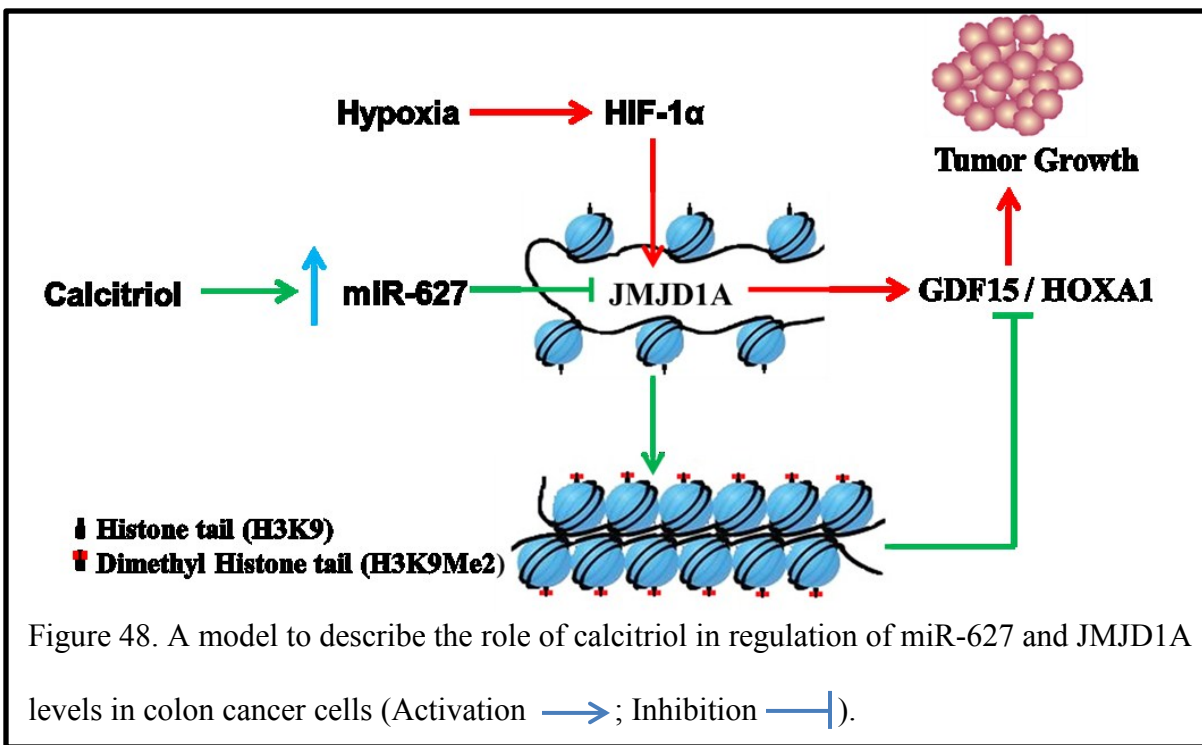 Hypoxia
HIF-1α
Tumor Growth
Calcitriol
miR-627
JMJD1A
GDF15 / HOXA1
Histone tail (H3K9)
Dimethyl Histone tail (H3K9Me2)
Figure 48. A model to describe the role of calcitriol in regulation of miR-627 and JMJD1A
levels in colon cancer cells (Activation ; Inhibition ).